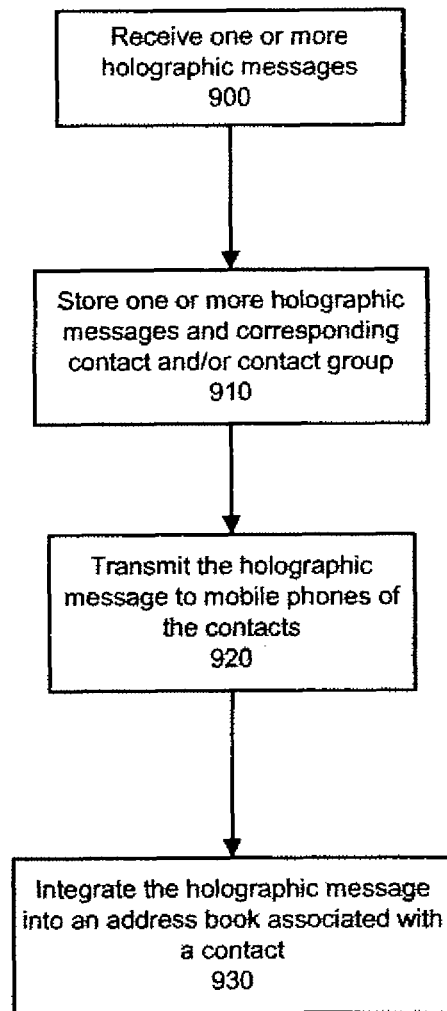 Receive one or more
holographic messages
900
Store one or more holographic
messages and corresponding
contact and/or contact group
910
Transmit the holographic
message to mobile phones of
the contacts
920
Integrate the holographic message
into an address book associated with
a contact
930